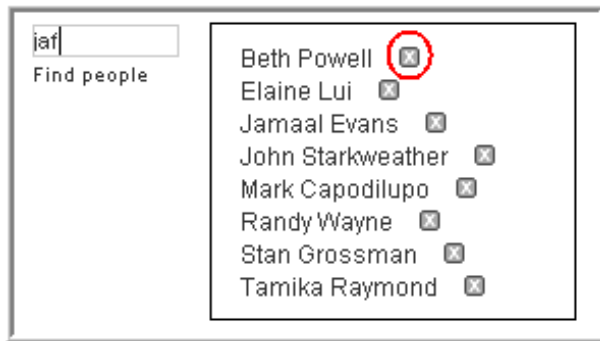 jaf
Find people
Beth Powell x
Elaine Lui x
Jamaal Evans x
John Starkweather x
Mark Capodilupo x
Randy Wayne x
Stan Grossman x
Tamika Raymond x